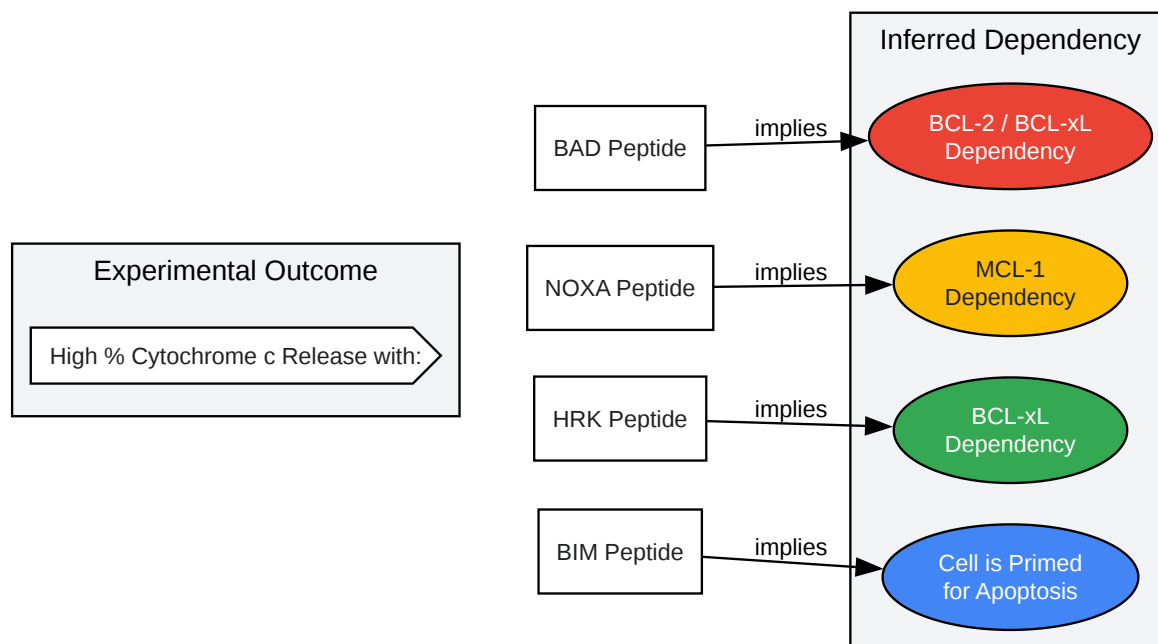 Inferred Dependency
BAD Peptide
implies
BCL-2 / BCL-xL
Dependency
Experimental Outcome
High % Cytochrome c Release with:
NOXA Peptide
implies
MCL-1
Dependency
HRK Peptide
implies
BCL-xL
Dependency
BIM Peptide
implies
Cell is Primed
for Apoptosis